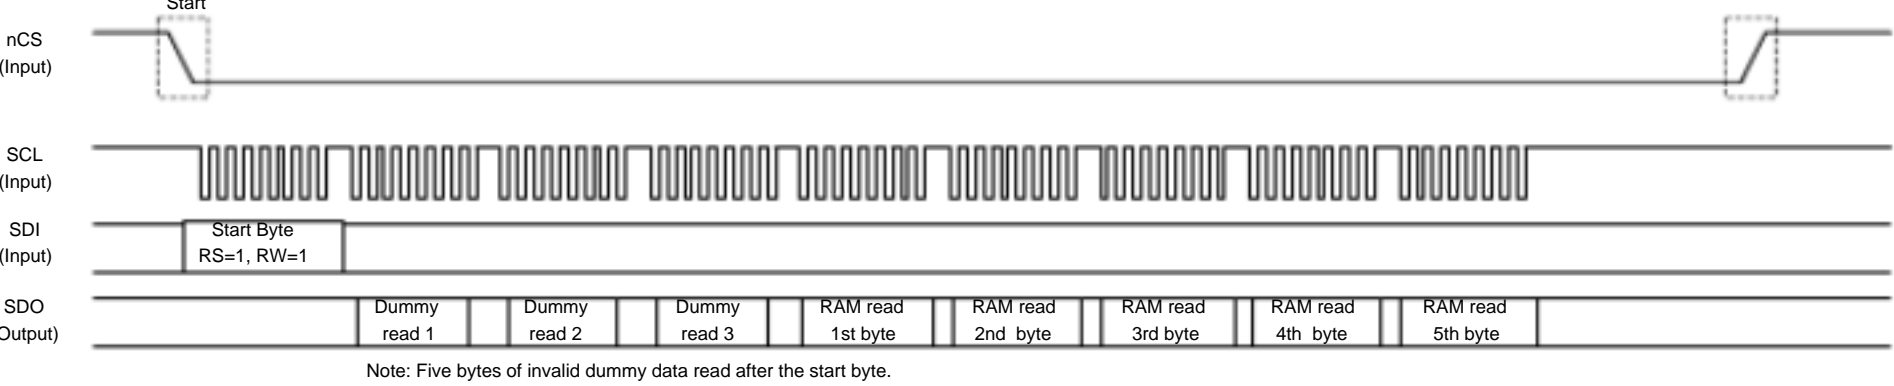 Start
nCS
(Input)
SCL
(Input)
SDI
(Input)
Start Byte
RS=1, RW=1
SDO
Output)
Dummy
read 1
Dummy
read 2
Dummy
read 3
RAM read
1st byte
RAM read
2nd byte
RAM read
3rd byte
RAM read
4th byte
RAM read
5th byte
Note: Five bytes of invalid dummy data read after the start byte.